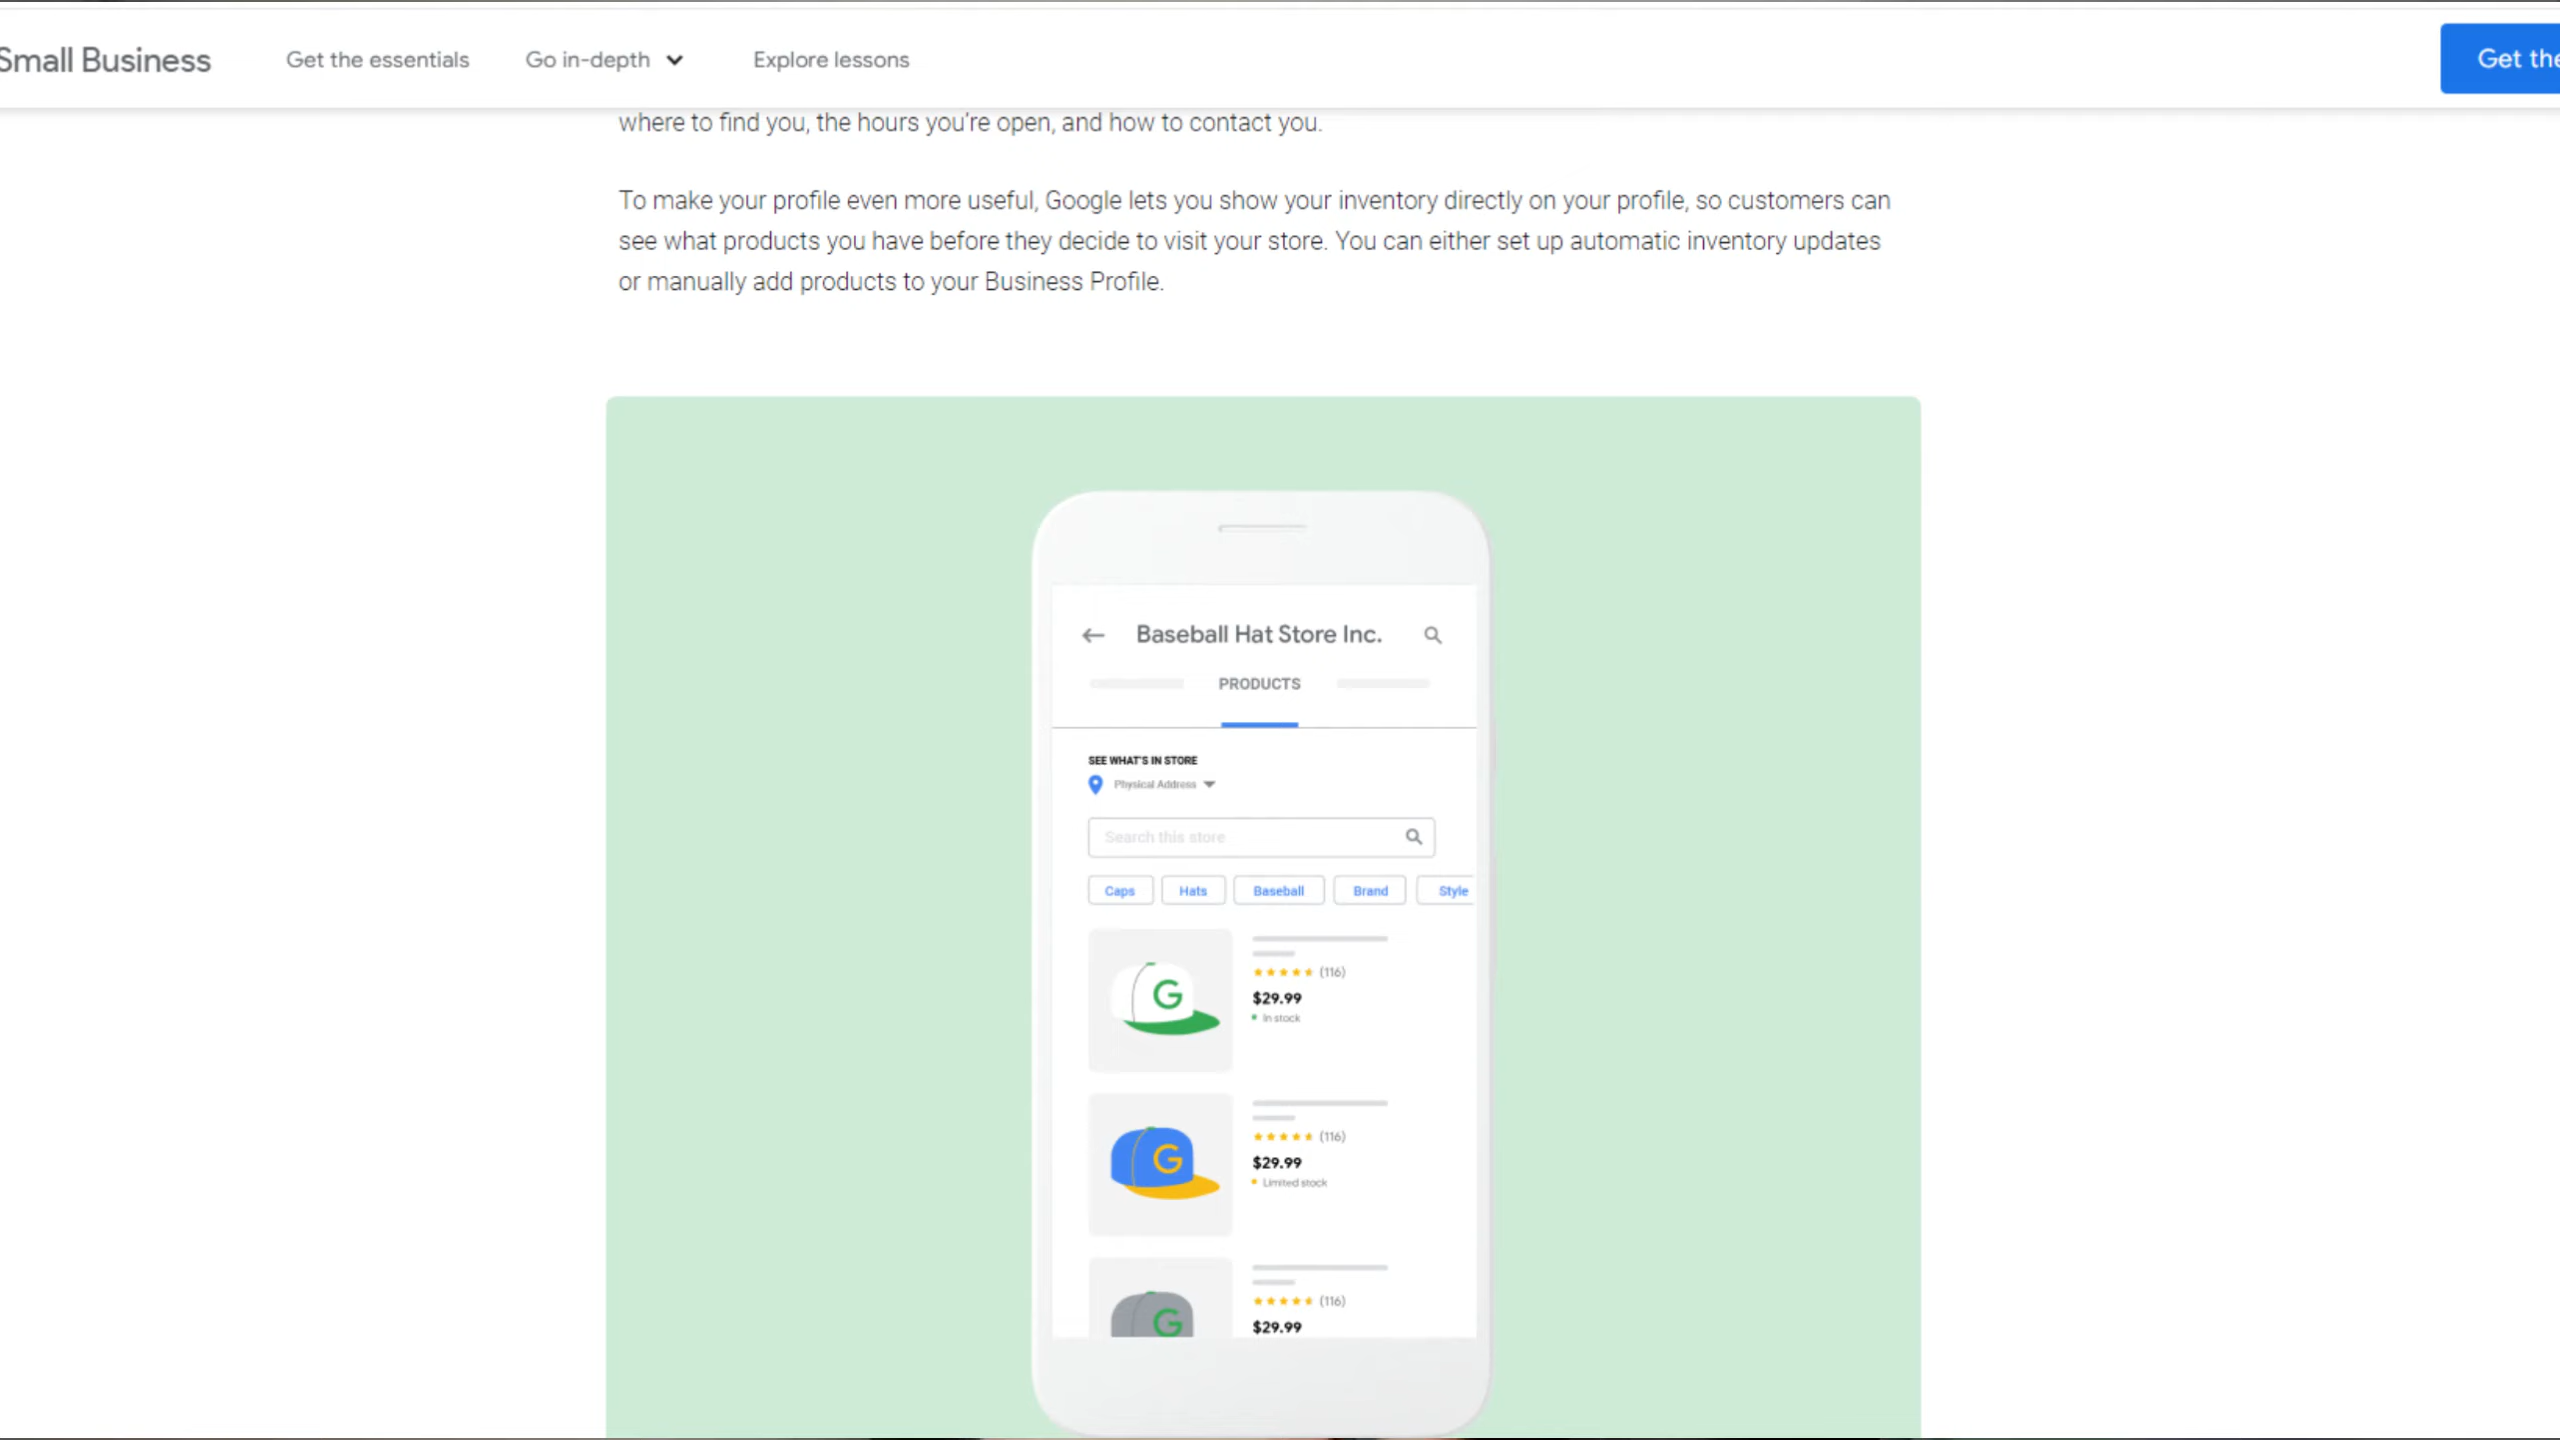 Small Business
Get the essentials
Go in-depth
Explore lessons
Get the
where to find you, the hours you're open, and how to contact you.
To make your profile even more useful, Google lets you show your inventory directly on your profile, so customers can
see what products you have before they decide to visit your store. You can either set up automatic inventory updates
or manually add products to your Business Profile.
Baseball Hat Store Inc.
PRODUCTS
SEE WHAT'S IN STORE
Physical Address
Search this store
Caps
Hats
Baseball
Brand
Style
G
(116)
$29.99
In stock
G
(116)
$29.99
Limited stock
G
(116)
$29.99